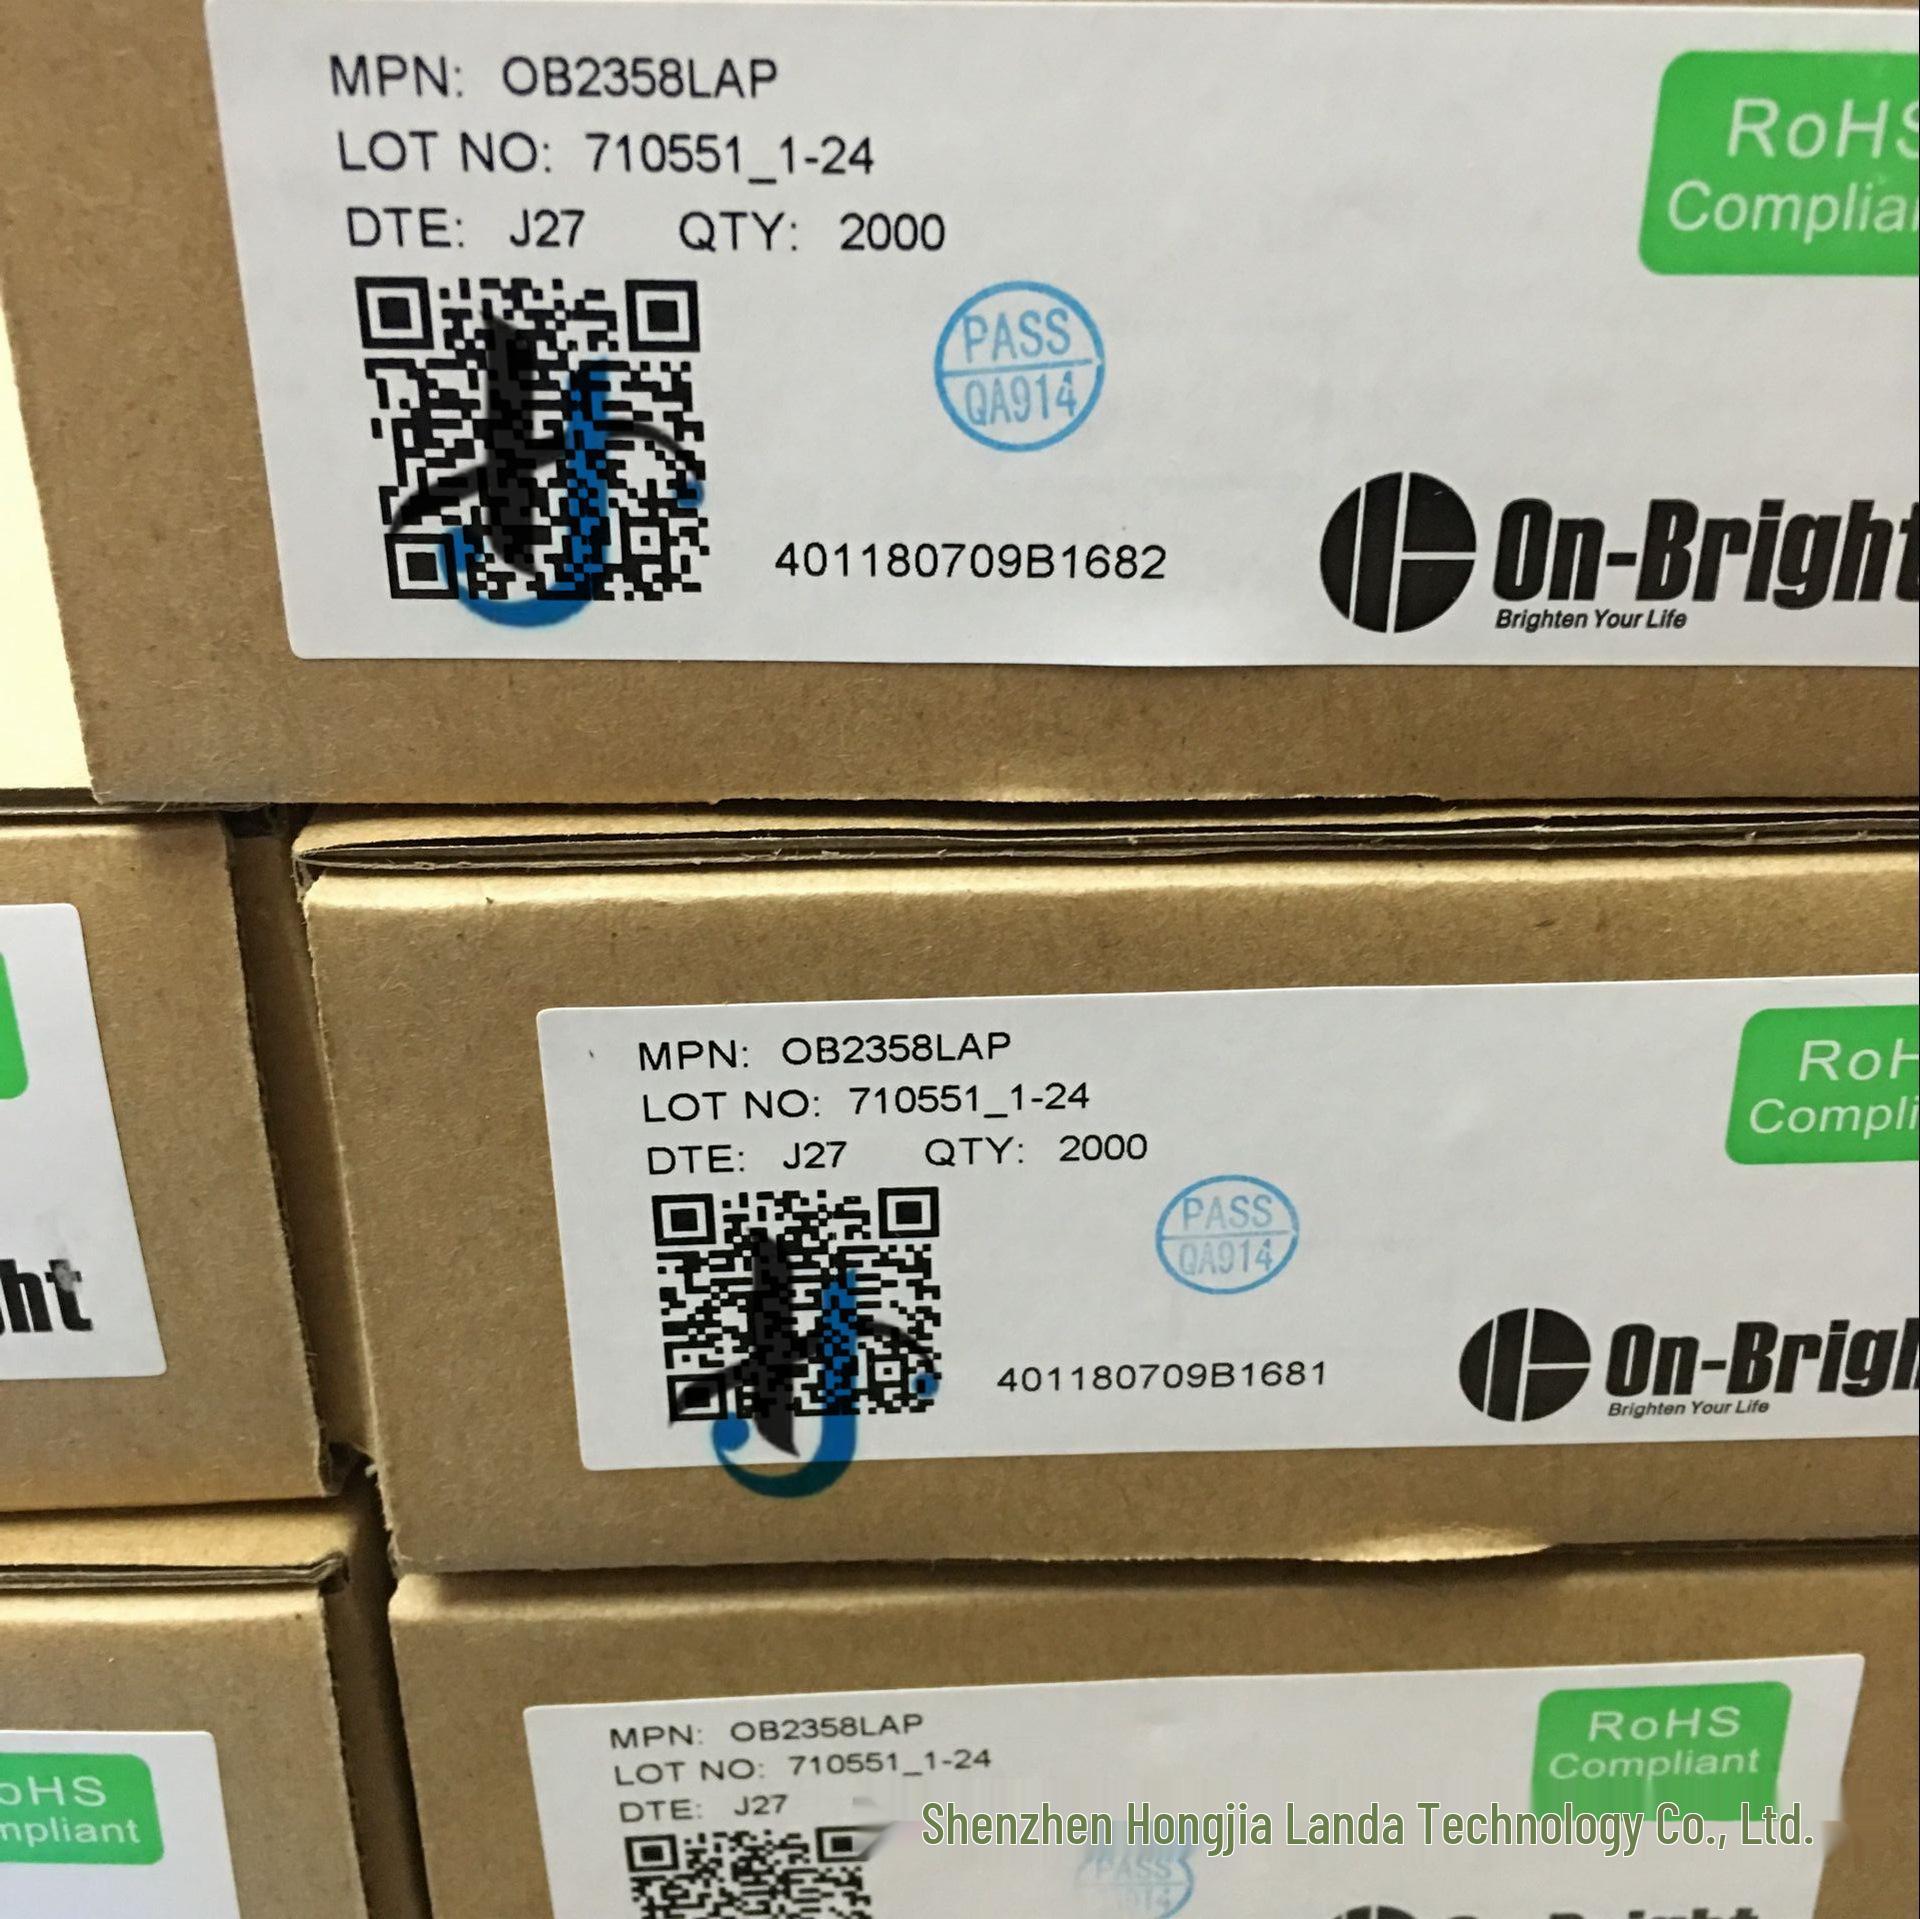 MPN: OB2358LAP
LOT NO: 710551_1-24
DTE: J27 QTY: 2000
RoHS
Compliant
PASS
QA914
401180709B1682
On-Bright
Brighten Your Life
MPN: OB2358LAP
LOT NO: 710551_1-24
DTE: J27 QTY: 2000
RoH
Compli
PASS
QA914
401180709B1681
On-Brigh
Brighten Your Life
ht
MPN: OB2358LAP
LOT NO: 710551_1-24
DTE: J27
RoHS
Compliant
oHS
mpliant
Shenzhen Hongjia Landa Technology Co., Ltd.
PASS